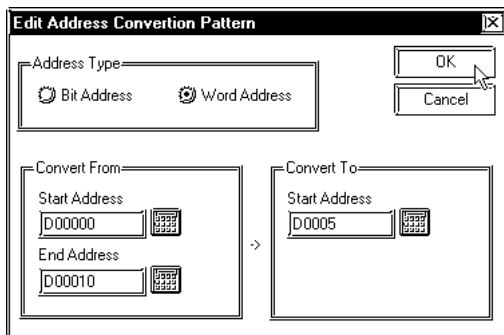 Edit Address Convertion Pattern
Address Type
Bit Address
Word Address
OK
Cancel
Convert From
Start Address
D00000
End Address
D00010
->
Convert To
Start Address
D0005